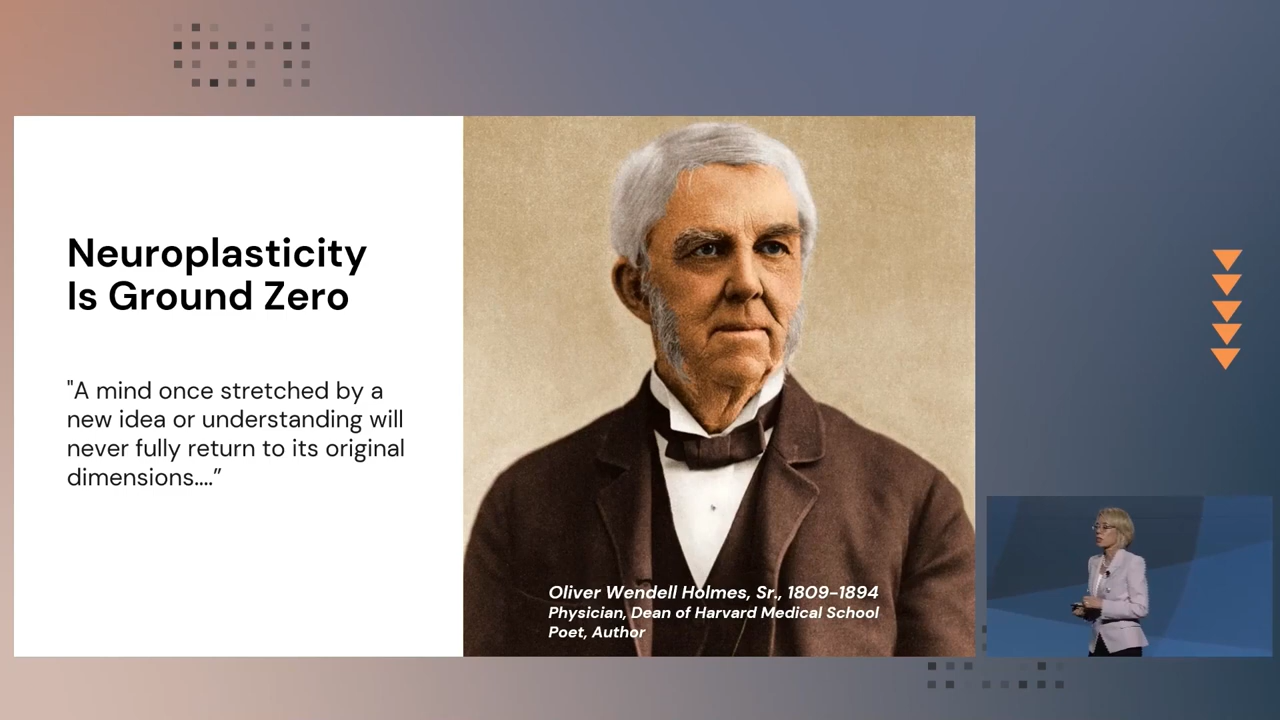 Neuroplasticity
Is Ground Zero
"A mind once stretched by a
new idea or understanding will
never fully return to its original
dimensions....”
Oliver Wendell Holmes, Sr., 1809–1894
Physician, Dean of Harvard Medical School
Poet, Author